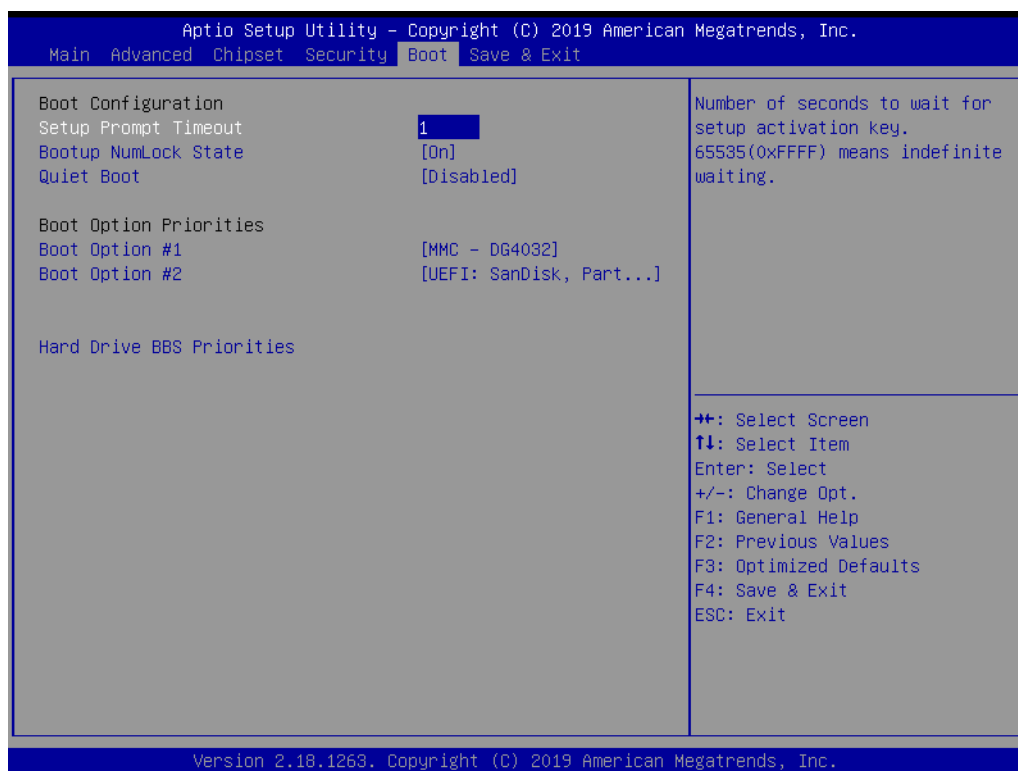 Aptio Setup Utility – Copyright (C) 2019 American Megatrends, Inc.
Main Advanced Chipset Security Boot Save & Exit
Boot Configuration
Setup Prompt Timeout 1
Bootup NumLock State [On]
Quiet Boot [Disabled]
Boot Option Priorities
Boot Option #1 [MMC – DG4032]
Boot Option #2 [UEFI: SanDisk, Part...]
Hard Drive BBS Priorities
Number of seconds to wait for
setup activation key.
65535(0xFFFF) means indefinite
waiting.
→←: Select Screen
↑↓: Select Item
Enter: Select
+/–: Change Opt.
F1: General Help
F2: Previous Values
F3: Optimized Defaults
F4: Save & Exit
ESC: Exit
Version 2.18.1263. Copyright (C) 2019 American Megatrends, Inc.